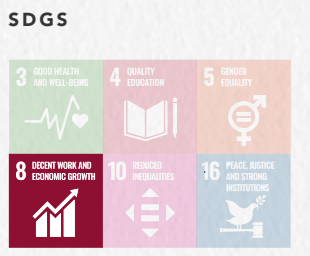 SDGS
3 GOOD HEALTH
AND WELL-BEING
4 QUALITY
EDUCATION
5 GENDER
EQUALITY
8 DECENT WORK AND
ECONOMIC GROWTH
10 REDUCED
INEQUALITIES
16 PEACE, JUSTICE
AND STRONG
INSTITUTIONS